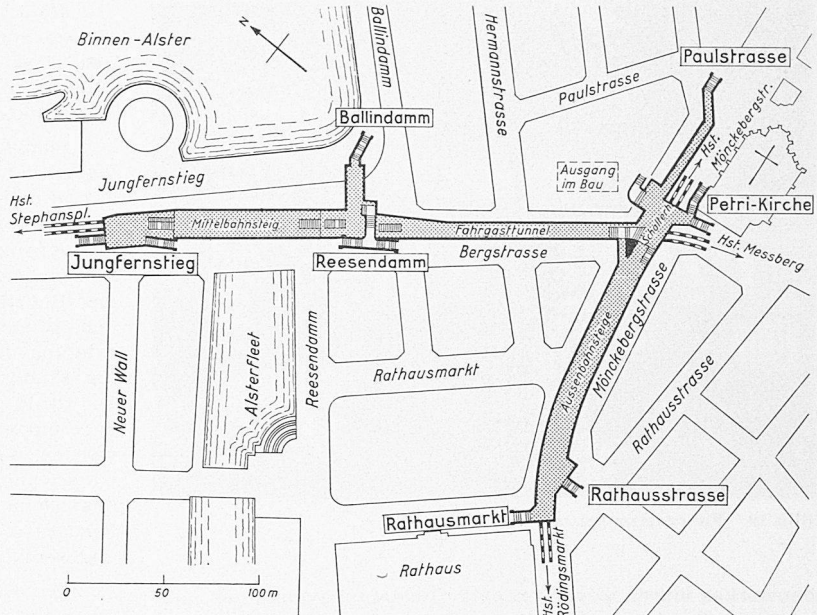 Binnen-Alster
N
Ballindamm
Hermannstrasse
Paulstrasse
Paulstrasse
Hst.
Mönckebergstr.
Ballindamm
Ausgang
im Bau
Jungfernstieg
Petri-Kirche
Hst.
Stephanspl.
Mittelbahnsteig
Fahrgasttunnel
Schalterh.
Jungfernstieg
Reesendamm
Bergstrasse
Hst. Messberg
Neuer Wall
Alsterfleet
Reesendamm
Rathausmarkt
Aussenbahnsteige
Mönckebergstrasse
Rathausstrasse
Rathausmarkt
Rathausstrasse
Rathaus
Hst.
Rödingsmarkt
0 50 100 m